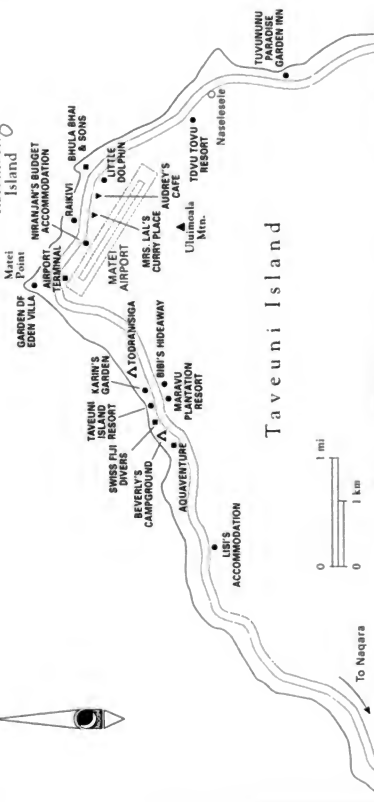 Island
Matei
Point
GARDEN OF
EDEN VILLA
AIRPORT
TERMINAL
NIRANJAN'S BUDGET
ACCOMMODATION
RAIKIVI
BHULA BHAI
& SONS
LITTLE
DOLPHIN
MATEI
AIRPORT
AUDREY'S
CAFE
MRS. LAL'S
CURRY PLACE
Uluimoala
Mtn.
TDVU TOVU
RESORT
Naselesele
TUVUNUNU
PARADISE
GARDEN INN
TODRANISIGA
KARIN'S
GARDEN
BIBI'S HIDEAWAY
TAVEUNI
ISLAND
RESORT
MARAVU
PLANTATION
RESORT
SWISS FIJI
DIVERS
BEVERLY'S
CAMPGROUND
AQUAVENTURE
LISI'S
ACCOMMODATION
Taveuni Island
0 1 mi
0 1 km
To Naqara